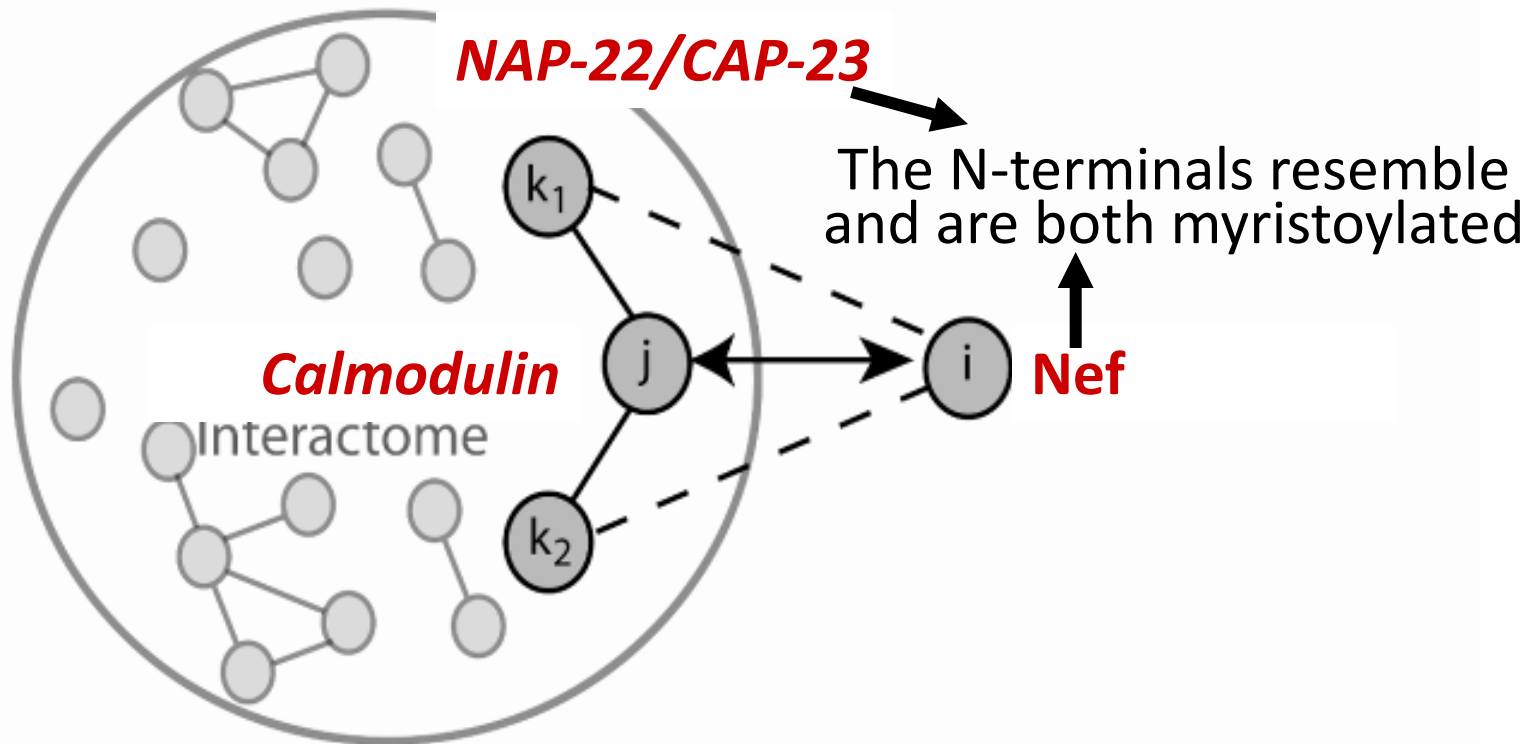 NAP-22/CAP-23
The N-terminals resemble
and are both myristoylated
k₁
j
i
Calmodulin
Nef
Interactome
k₂